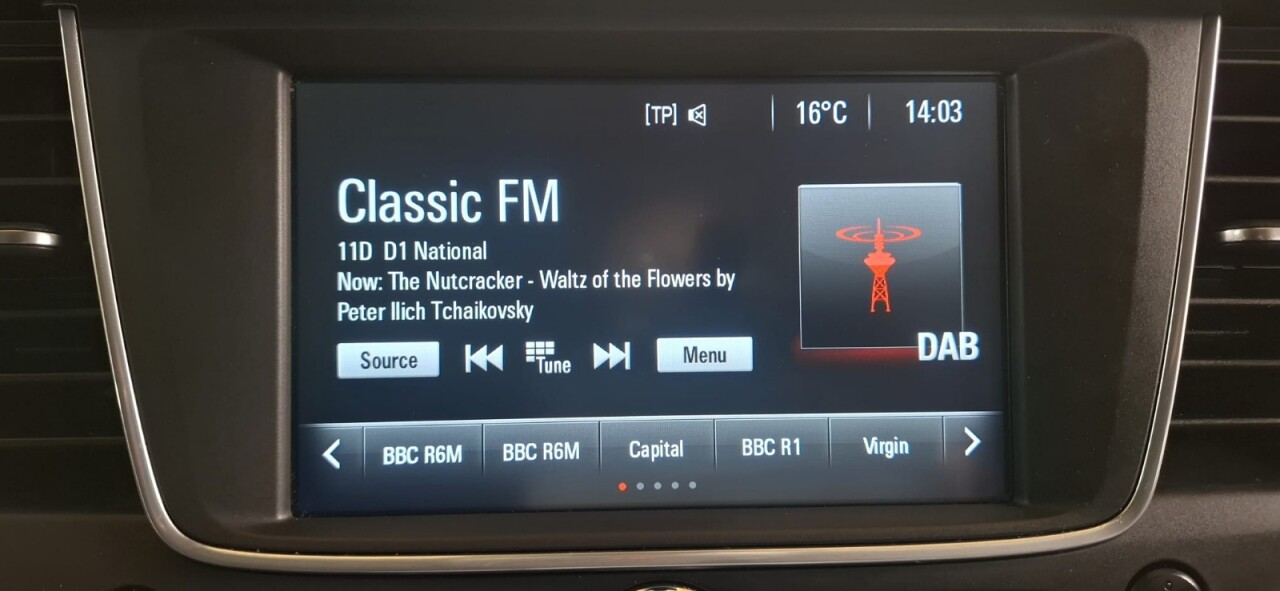 [TP] 16°C 14:03
Classic FM
11D D1 National
Now: The Nutcracker - Waltz of the Flowers by
Peter Ilich Tchaikovsky
Source Tune Menu
DAB
BBC R6M BBC R6M Capital BBC R1 Virgin